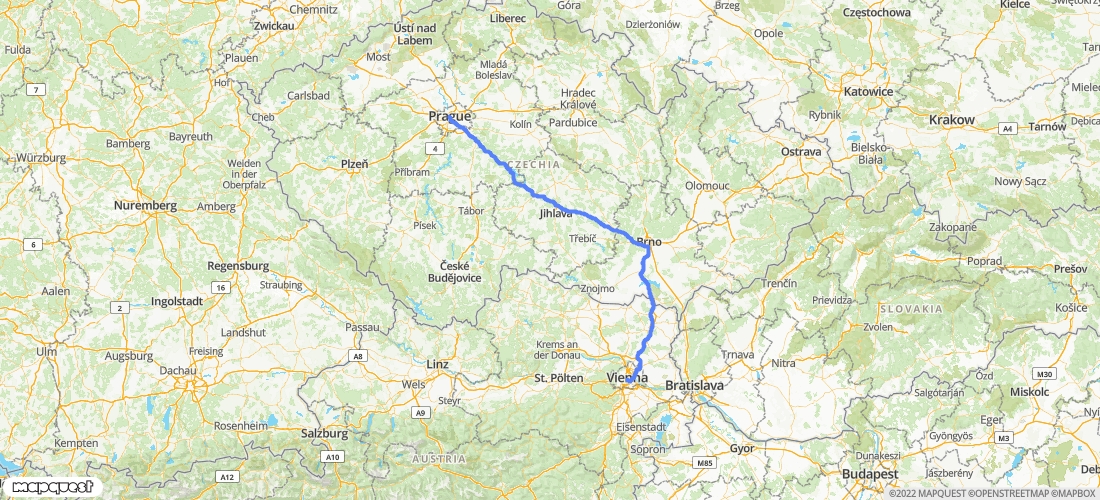 Chemnitz
Liberec
Góra
Dzierżoniów
Brzeg
Częstochowa
Kielce
Zwickau
Ústí nad
Labem
Opole
Fulda
Plauen
Most
Mladá
Boleslav
Hof
7
Carlsbad
Hradec
Králové
Katowice
Mielec
Cheb
Prague
Kolín
Pardubice
Rybnik
Krakow
A4
Tarnów
Dębica
Bayreuth
Bamberg
4
Bielsko-
Biała
Ostrava
Würzburg
Weiden
in der
Oberpfalz
Plzeň
CZECHIA
Příbram
Olomouc
Nowy Sącz
Nuremberg
Amberg
Tábor
Jihlava
Písek
Třebíč
Brno
Zakopane
6
Regensburg
České
Budějovice
Poprad
Prešov
Aalen
16
Straubing
Znojmo
Trenčín
Prievidza
Ingolstadt
2
SLOVAKIA
Passau
Zvolen
Landshut
Ulm
Freising
A8
Krems an
der Donau
Trnava
Nitra
Augsburg
Linz
Dachau
Vienna
Wels
St. Pölten
Bratislava
M30
Ózd
Miskolc
Salgótarján
Steyr
A9
Rosenheim
Salzburg
Eisenstadt
Eger
Gyöngyös
M3
Kempten
Sopron
Győr
A10
AUSTRIA
Dunakeszi
Jászberény
A12
M85
Budapest
mapquest
©2022 MAPQUEST ©OPENSTREETMAP ©MAPBOX